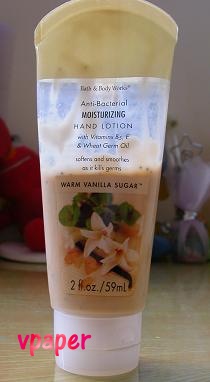 Bath & Body Works®
Anti-Bacterial
MOISTURIZING
HAND LOTION
with Vitamins B5, E
& Wheat Germ Oil
softens and smoothes
as it kills germs
WARM VANILLA SUGAR™
2 fl.oz./59mL
vpaper